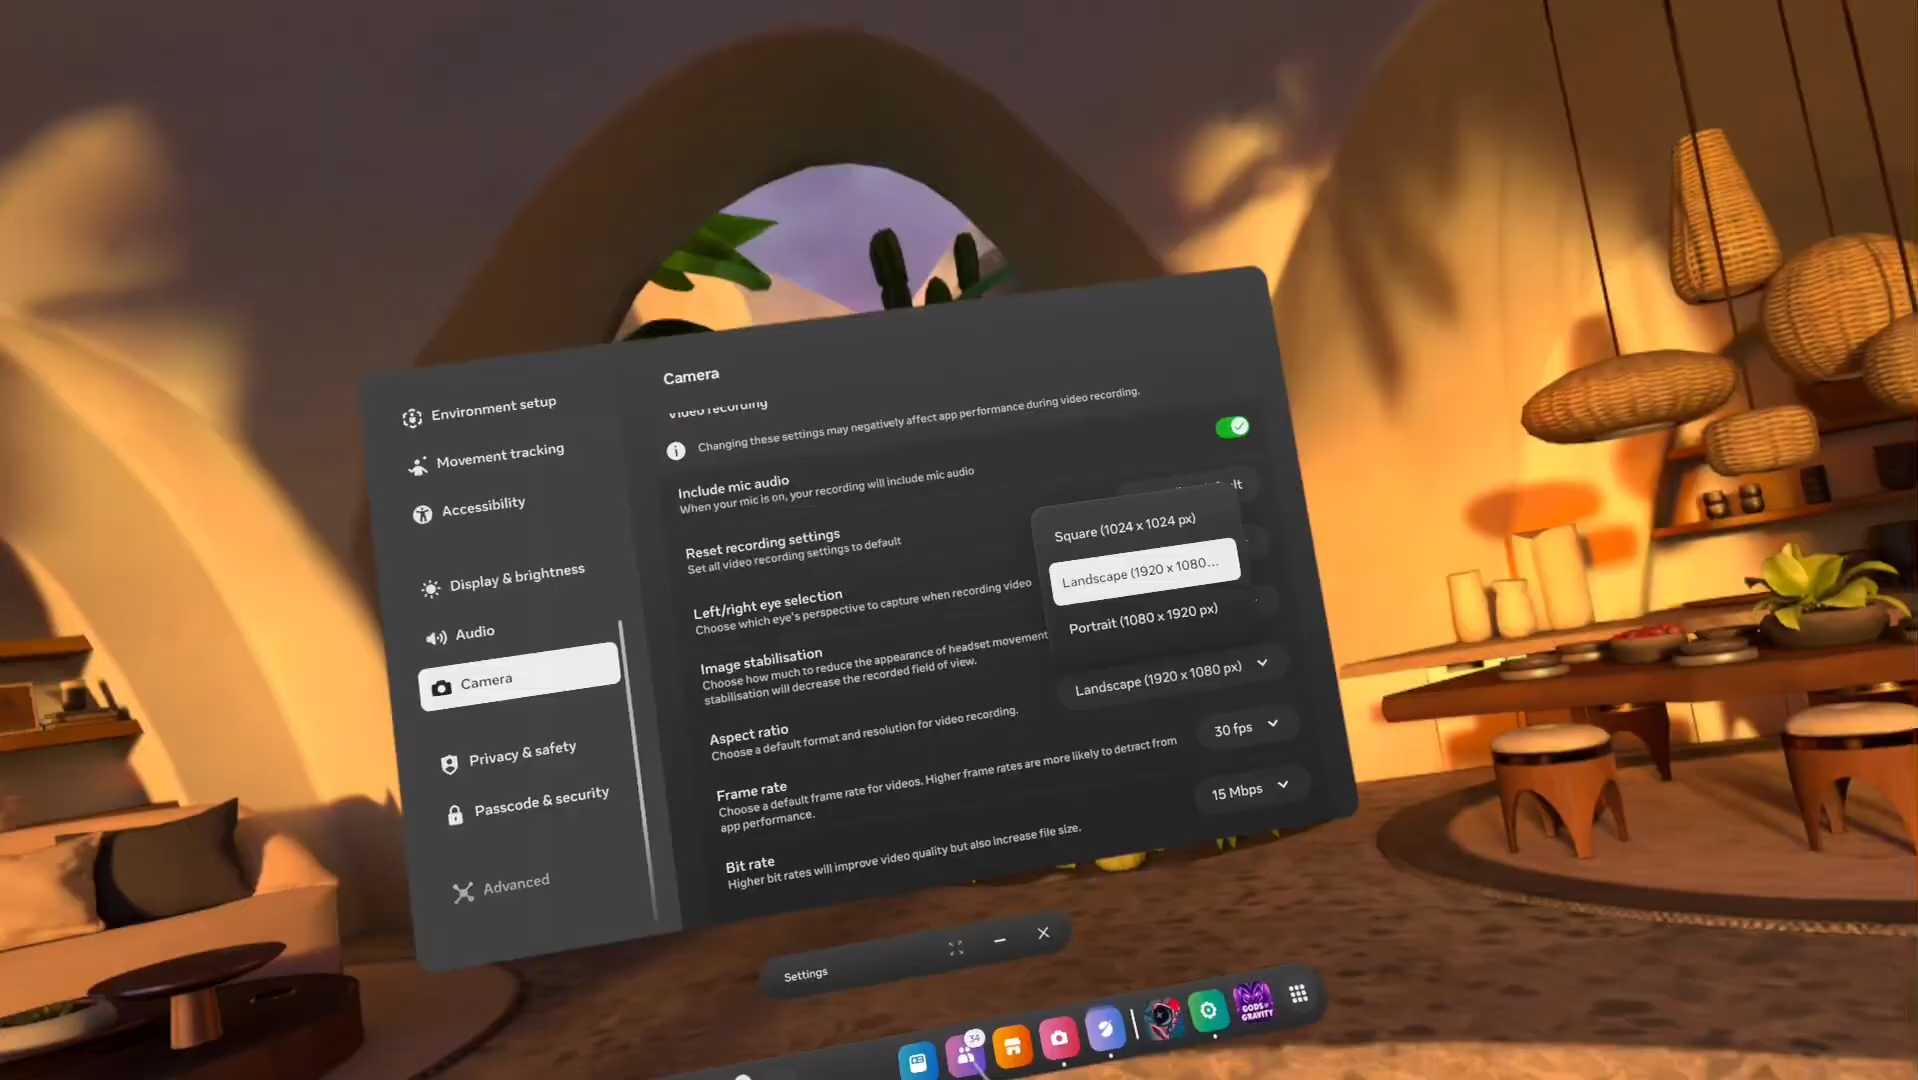 Environment setup
Movement tracking
Accessibility
Display & brightness
Audio
Camera
Privacy & safety
Passcode & security
Advanced
Camera
Video recording
Changing these settings may negatively affect app performance during video recording.
Include mic audio
When your mic is on, your recording will include mic audio
Reset recording settings
Set all video recording settings to default
Left/right eye selection
Choose which eye's perspective to capture when recording video
Image stabilisation
Choose how much to reduce the appearance of headset movement
stabilisation will decrease the recorded field of view.
Aspect ratio
Choose a default format and resolution for video recording.
Frame rate
Choose a default frame rate for videos. Higher frame rates are more likely to detract from
app performance.
Bit rate
Higher bit rates will improve video quality but also increase file size.
Square (1024 x 1024 px)
Landscape (1920 x 1080...
Portrait (1080 x 1920 px)
Landscape (1920 x 1080 px)
30 fps
15 Mbps
Settings
34
GODS OF
GRAVITY